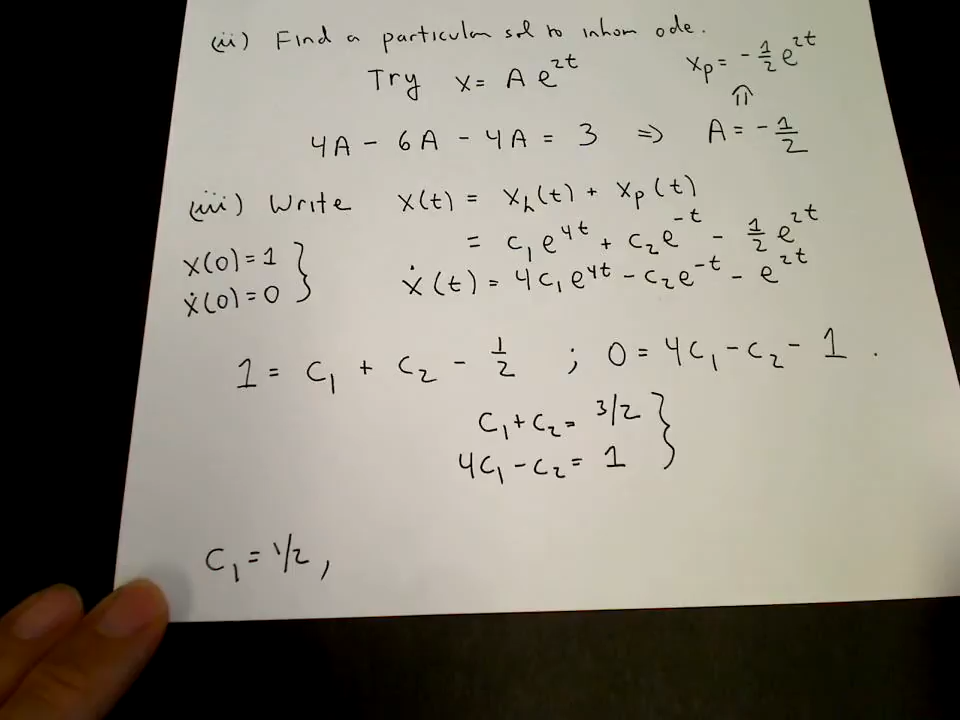 (ii) Find a particular sol to inhom ode.
Try x = A e^{2t}
x_p = -1/2 e^{2t}
⇑
4A - 6A - 4A = 3 ⇒ A = -1/2
(iii) Write x(t) = x_h(t) + x_p(t)
= c_1 e^{4t} + c_2 e^{-t} - 1/2 e^{2t}
x(0) = 1
ẋ(0) = 0 }
ẋ(t) = 4c_1 e^{4t} - c_2 e^{-t} - e^{2t}
1 = c_1 + c_2 - 1/2 ; 0 = 4c_1 - c_2 - 1 .
c_1 + c_2 = 3/2
4c_1 - c_2 = 1 }
c_1 = 1/2 ,